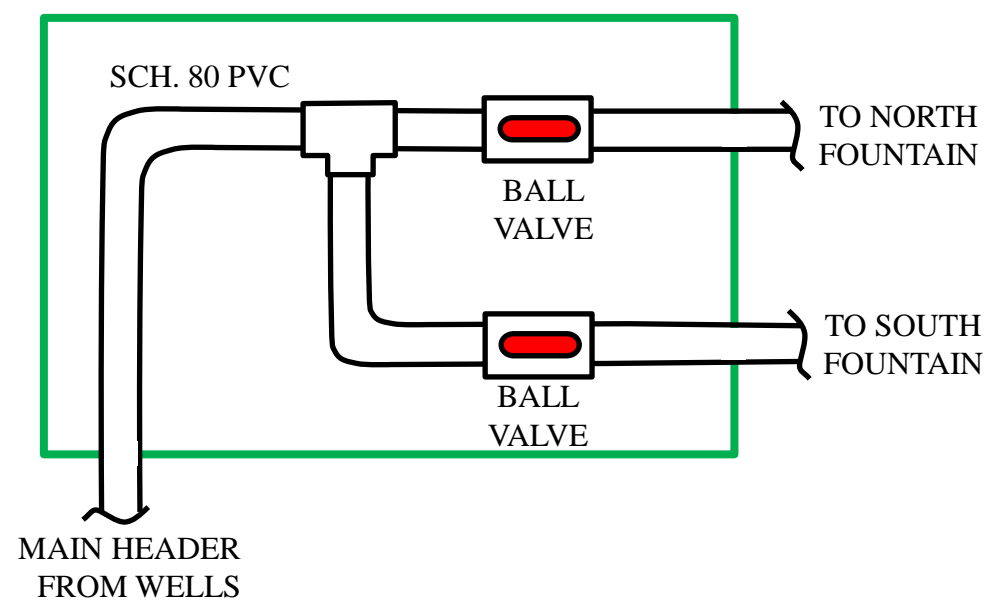 SCH. 80 PVC
TO NORTH
FOUNTAIN
BALL
VALVE
TO SOUTH
FOUNTAIN
BALL
VALVE
MAIN HEADER
FROM WELLS